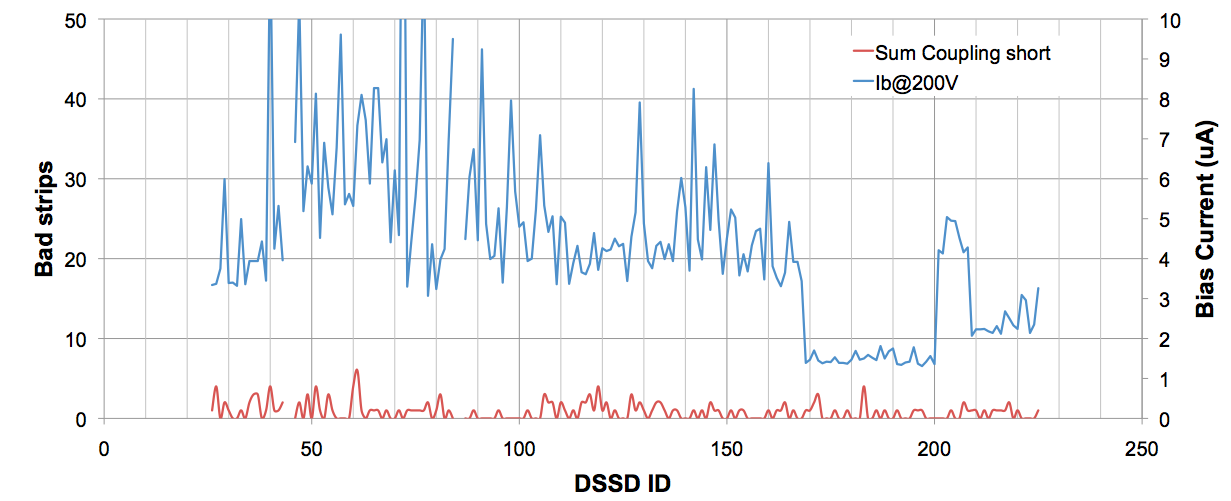 50
40
30
20
10
0
Bad strips
10
9
8
7
6
5
4
3
2
1
0
Bias Current (uA)
Sum Coupling short
Ib@200V
0 50 100 150 200 250
DSSD ID